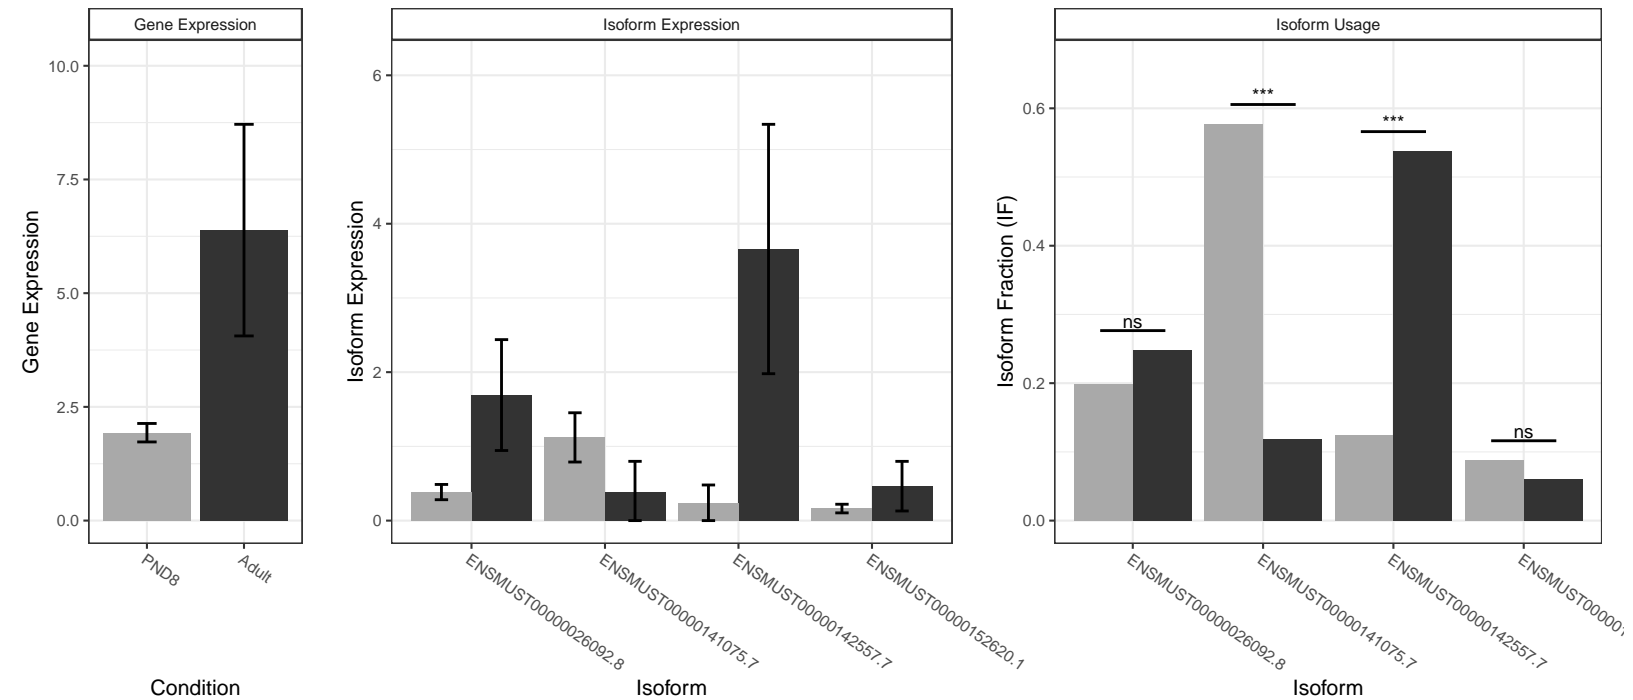 Gene Expression
Gene Expression
10.0
7.5
5.0
2.5
0.0
PND8
Adult
Condition
Isoform Expression
Isoform Expression
6
4
2
0
ENSMUST00000026092.8
ENSMUST00000141075.7
ENSMUST00000142557.7
ENSMUST00000152620.1
Isoform
Isoform Usage
Isoform Fraction (IF)
0.6
0.4
0.2
0.0
ns
***
***
ns
ENSMUST00000026092.8
ENSMUST00000141075.7
ENSMUST00000142557.7
Isoform